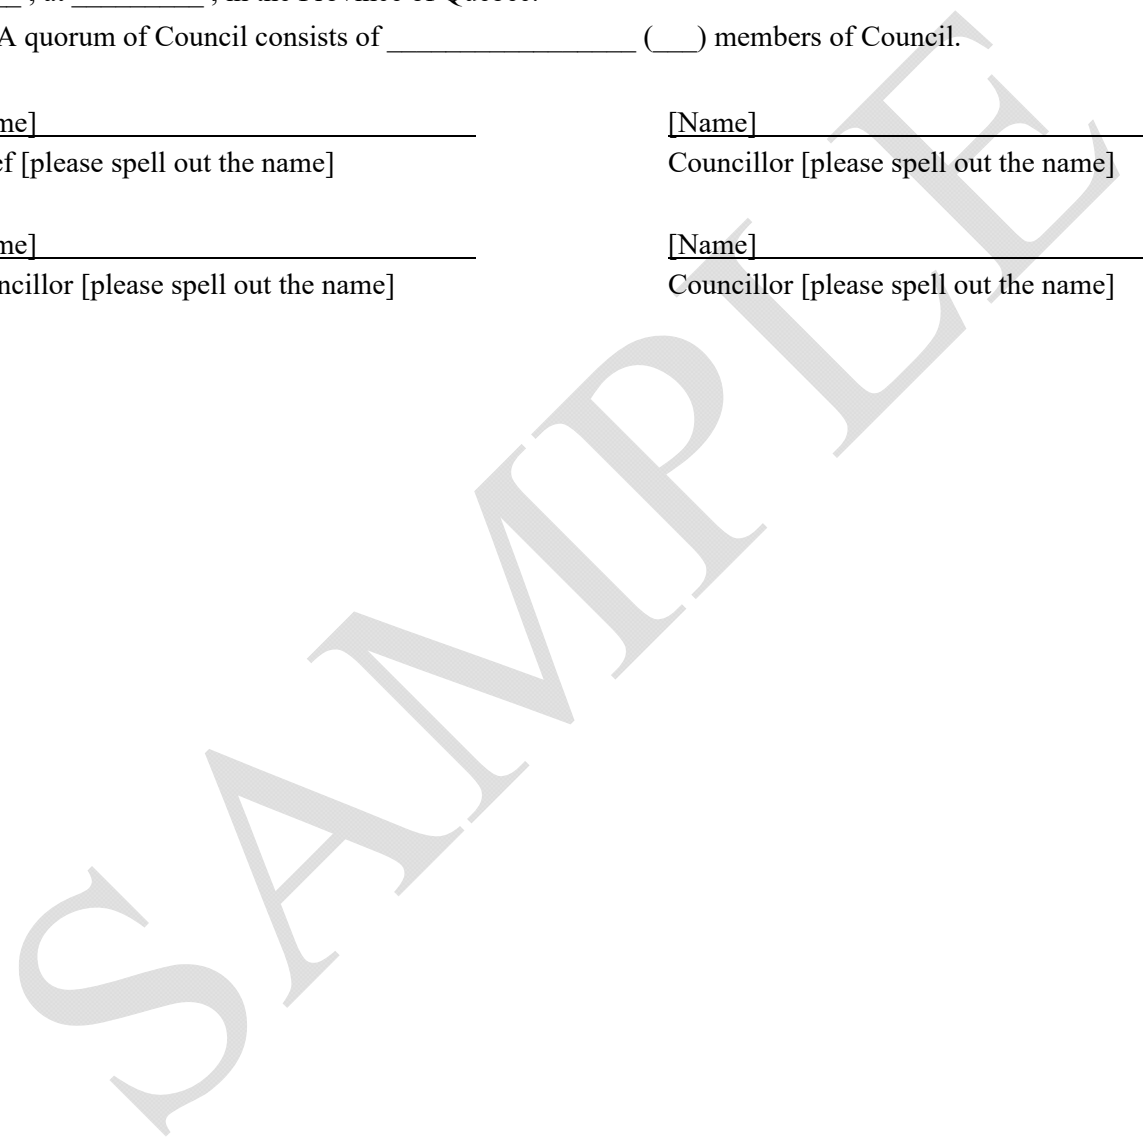 __ , at _________ , in the Province of Quebec.
A quorum of Council consists of _________________ (___) members of Council.
me] [Name]
ef [please spell out the name] Councillor [please spell out the name]
me] [Name]
ncillor [please spell out the name] Councillor [please spell out the name]
SAMPLE